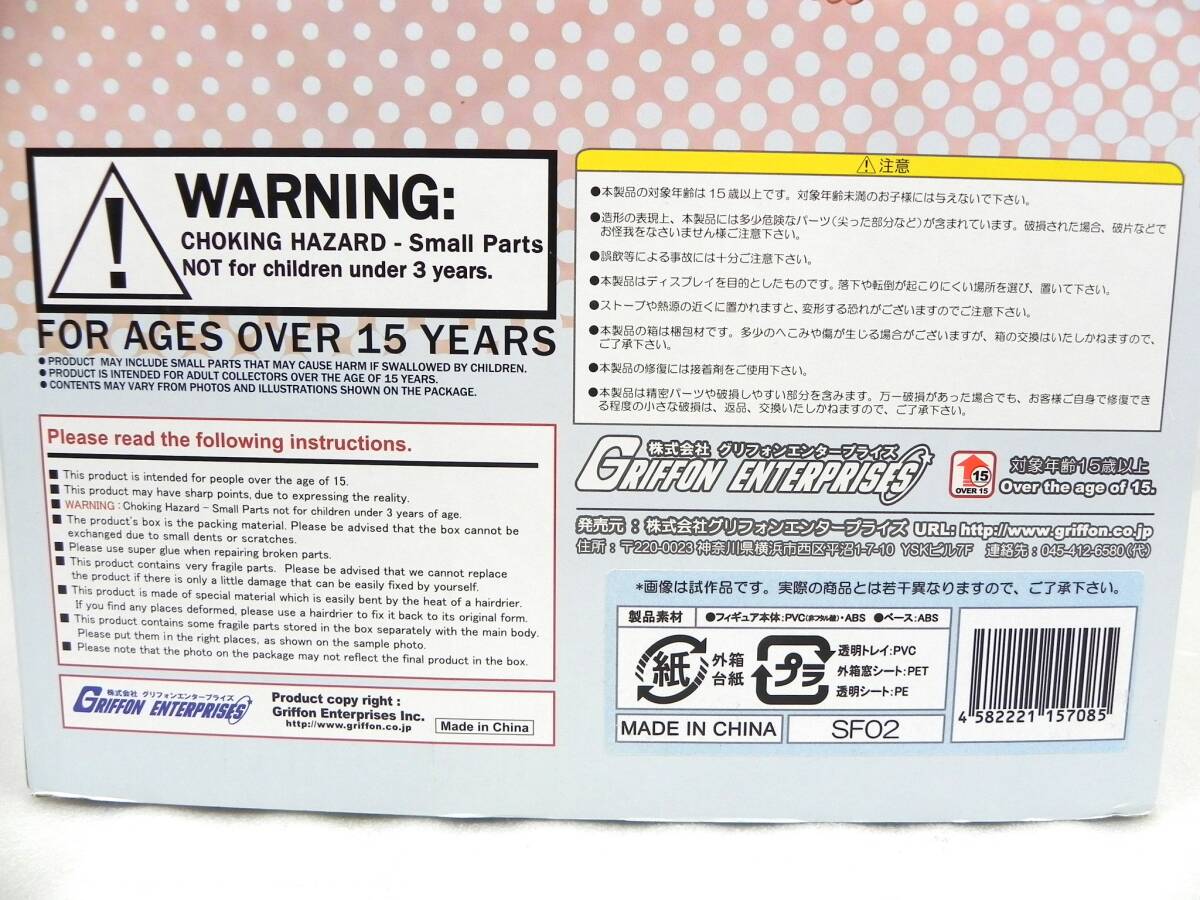 WARNING:
CHOKING HAZARD - Small Parts
NOT for children under 3 years.
FOR AGES OVER 15 YEARS
● PRODUCT MAY INCLUDE SMALL PARTS THAT MAY CAUSE HARM IF SWALLOWED BY CHILDREN.
● PRODUCT IS INTENDED FOR ADULT COLLECTORS OVER THE AGE OF 15 YEARS.
● CONTENTS MAY VARY FROM PHOTOS AND ILLUSTRATIONS SHOWN ON THE PACKAGE.
Please read the following instructions.
■ This product is intended for people over the age of 15.
■ This product may have sharp points, due to expressing the reality.
■ WARNING : Choking Hazard - Small Parts not for children under 3 years of age.
■ The product's box is the packing material. Please be advised that the box cannot be
exchanged due to small dents or scratches.
■ Please use super glue when repairing broken parts.
■ This product contains very fragile parts. Please be advised that we cannot replace
the product if there is only a little damage that can be easily fixed by yourself.
■ This product is made of special material which is easily bent by the heat of a hairdrier.
If you find any places deformed, please use a hairdrier to fix it back to its original form.
■ This product contains some fragile parts stored in the box separately with the main body.
Please put them in the right places, as shown on the sample photo.
■ Please note that the photo on the package may not reflect the final product in the box.
株式会社 グリフォンエンタープライズ
GRIFFON ENTERPRISES
Product copy right :
Griffon Enterprises Inc.
http://www.griffon.co.jp
Made in China
⚠注意
●本製品の対象年齢は15歳以上です。対象年齢未満のお子様には与えないで下さい。
●造形の表現上、本製品には多少危険なパーツ(尖った部分など)が含まれています。破損された場合、破片などで
お怪我をなさいません様ご注意下さい。
●誤飲等による事故には十分ご注意下さい。
●本製品はディスプレイを目的としたものです。落下や転倒が起こりにくい場所を選び、置いて下さい。
●ストーブや熱源の近くに置かれますと、変形する恐れがございますのでご注意下さい。
●本製品の箱は梱包材です。多少のへこみや傷が生じる場合がございますが、箱の交換はいたしかねますので、
ご了承下さい。
●本製品の修復には接着剤をご使用下さい。
●本製品は精密パーツや破損しやすい部分を含みます。万一破損があった場合でも、お客様ご自身で修復でき
る程度の小さな破損は、返品、交換いたしかねますので、ご了承下さい。
株式会社 グリフォンエンタープライズ
GRIFFON ENTERPRISES
15
OVER 15
対象年齢15歳以上
Over the age of 15.
発売元：株式会社グリフォンエンタープライズ URL: http://www.griffon.co.jp
住所：〒220-0023 神奈川県横浜市西区平沼1-7-10 YSKビル7F 連絡先：045-412-6580(代)
*画像は試作品です。実際の商品とは若干異なりますので、ご了承下さい。
製品素材 ●フィギュア本体：PVC(非フタル酸)・ABS ●ベース：ABS
紙 外箱
台紙
プラ 透明トレイ：PVC
外箱窓シート：PET
透明シート：PE
MADE IN CHINA
SF02
4 582221 157085